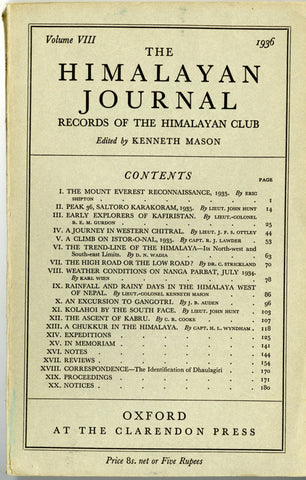 Volume VIII 1936
THE
HIMALAYAN
JOURNAL
RECORDS OF THE HIMALAYAN CLUB
Edited by KENNETH MASON
CONTENTS
PAGE
I. THE MOUNT EVEREST RECONNAISSANCE, 1935. By ERIC
SHIPTON . . . . . 1
II. PEAK 36, SALTORO KARAKORAM, 1935. By LIEUT. JOHN HUNT 14
III. EARLY EXPLORERS OF KAFIRISTAN. By LIEUT.-COLONEL
B. E. M. GURDON . . . . . 25
IV. A JOURNEY IN WESTERN CHITRAL. By LIEUT. J. F. S. OTTLEY 44
V. A CLIMB ON ISTOR-O-NAL, 1935. By CAPT. R. J. LAWDER 53
VI. THE TREND-LINE OF THE HIMALAYA—Its North-west and
South-east Limits. By D. N. WADIA 63
VII. THE HIGH ROAD OR THE LOW ROAD? By DR. C. STRICKLAND 70
VIII. WEATHER CONDITIONS ON NANGA PARBAT, JULY 1934.
By KARL WIEN . . . . . 78
IX. RAINFALL AND RAINY DAYS IN THE HIMALAYA WEST
OF NEPAL. By LIEUT.-COLONEL KENNETH MASON 86
X. AN EXCURSION TO GANGOTRI. By J. B. AUDEN 96
XI. KOLAHOI BY THE SOUTH FACE. By LIEUT. JOHN HUNT 103
XII. THE ASCENT OF KABRU. By C. R. COOKE 107
XIII. A CHUKKUR IN THE HIMALAYA. By CAPT. H. L. WYNDHAM 118
XIV. EXPEDITIONS . . . . . 125
XV. IN MEMORIAM . . . . . 141
XVI. NOTES . . . . . 144
XVII. REVIEWS . . . . . 154
XVIII. CORRESPONDENCE—The Identification of Dhaulagiri 170
XIX. PROCEEDINGS . . . . . 171
XX. NOTICES . . . . . 180
OXFORD
AT THE CLARENDON PRESS
Price 8s. net or Five Rupees